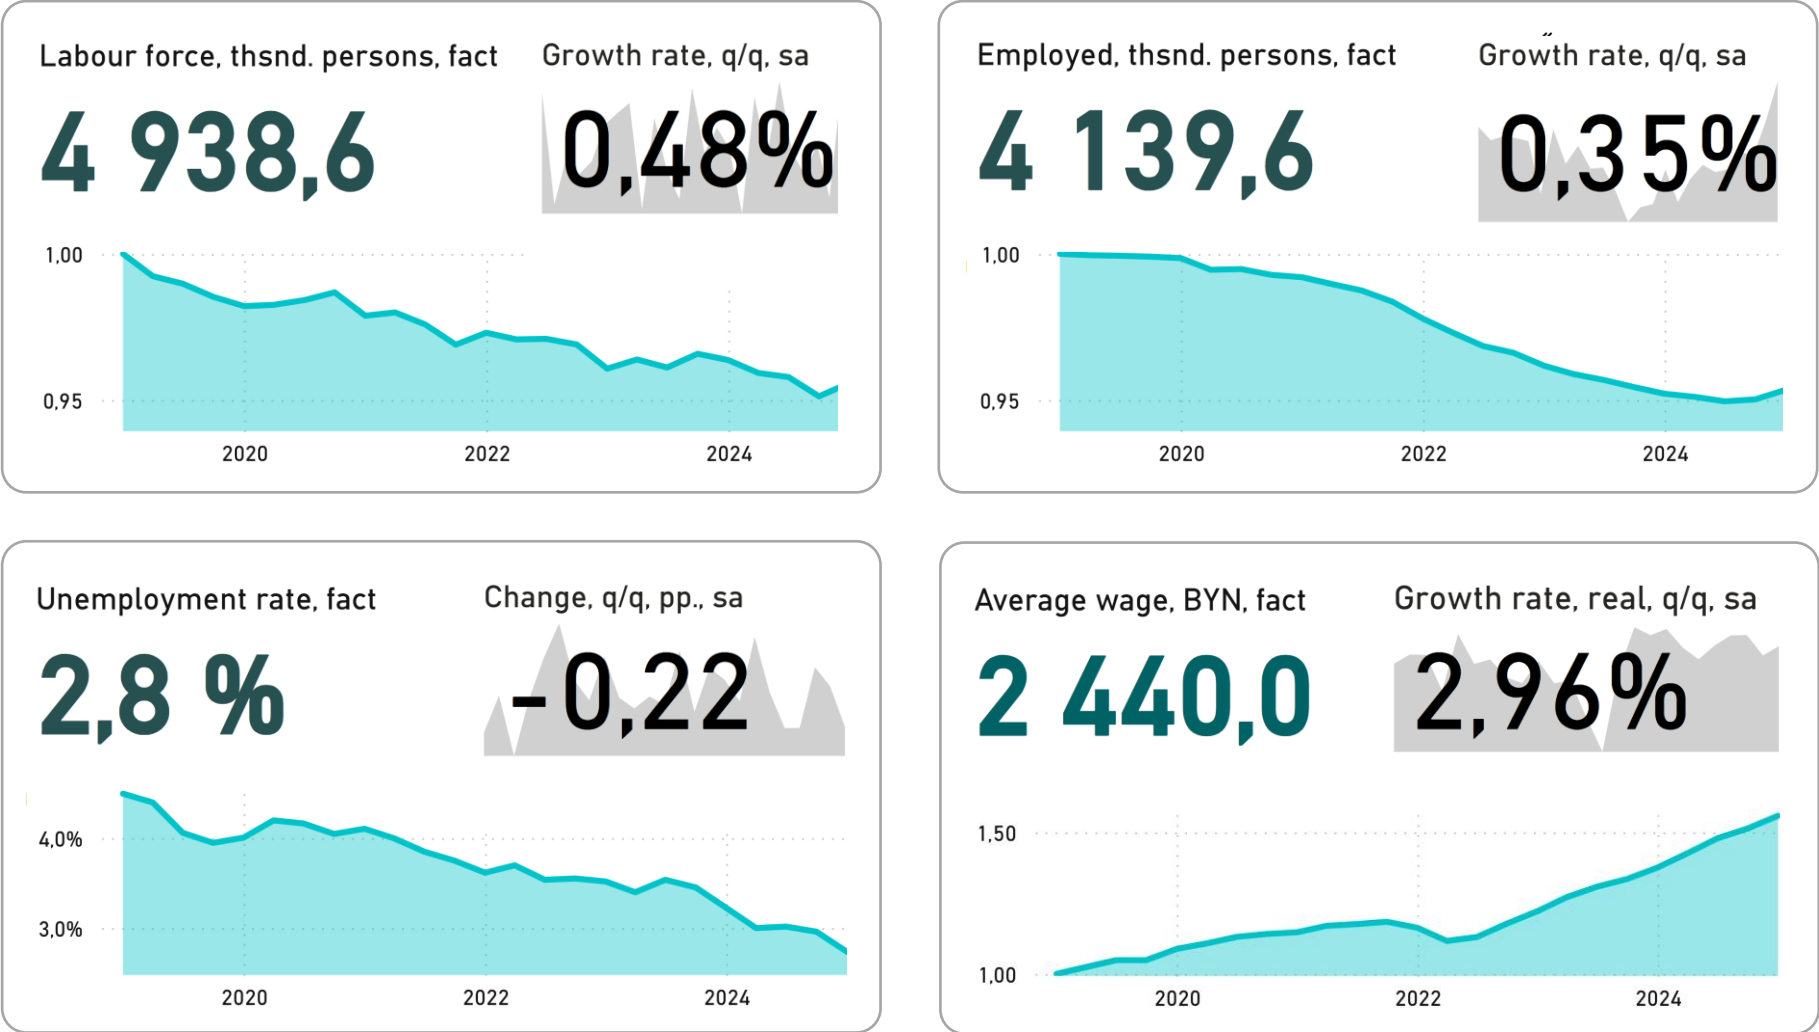 Labour force, thsnd. persons, fact
Growth rate, q/q, sa
4 938,6
0,48%
1,00
0,95
2020 2022 2024
Employed, thsnd. persons, fact
Growth rate, q/q, sa
4 139,6
0,35%
1,00
0,95
2020 2022 2024
Unemployment rate, fact
Change, q/q, pp., sa
2,8 %
-0,22
4,0%
3,0%
2020 2022 2024
Average wage, BYN, fact
Growth rate, real, q/q, sa
2 440,0
2,96%
1,50
1,00
2020 2022 2024